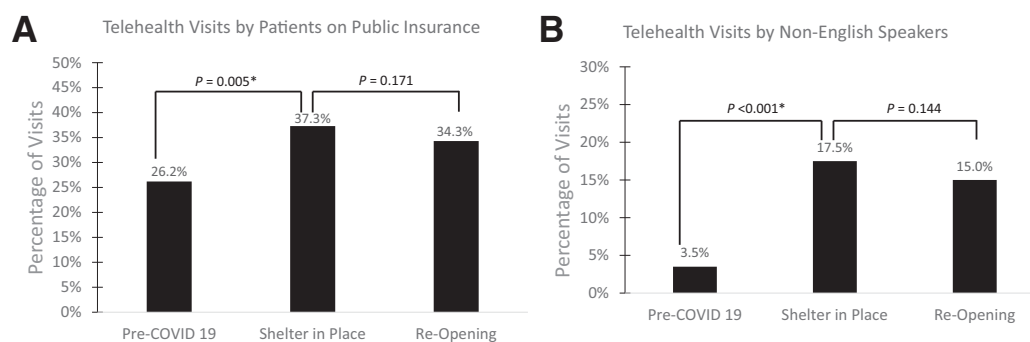 A
Telehealth Visits by Patients on Public Insurance
Percentage of Visits
50%
45%
40%
35%
30%
25%
20%
15%
10%
5%
0%
P = 0.005*
P = 0.171
26.2%
37.3%
34.3%
Pre-COVID 19
Shelter in Place
Re-Opening
B
Telehealth Visits by Non-English Speakers
Percentage of Visits
30%
25%
20%
15%
10%
5%
0%
P <0.001*
P = 0.144
3.5%
17.5%
15.0%
Pre-COVID 19
Shelter in Place
Re-Opening